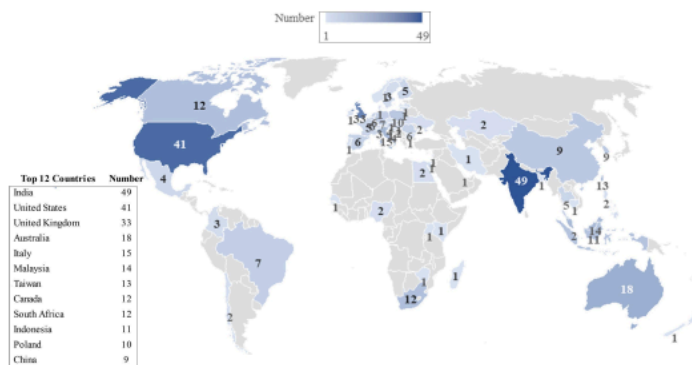 Number
1 49
12
41
4
3
7
2
5
6
2
2
9
9
1
2
1
1
49
1
13
2
5
1
2
14
11
2
1
1
1
12
1
18
1
Top 12 Countries Number
India 49
United States 41
United Kingdom 33
Australia 18
Italy 15
Malaysia 14
Taiwan 13
Canada 12
South Africa 12
Indonesia 11
Poland 10
China 9